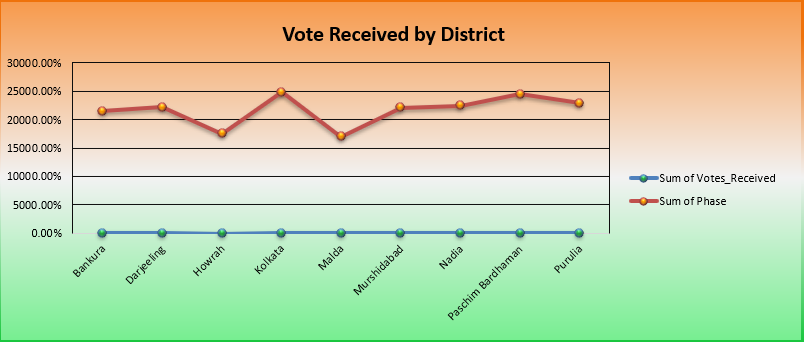 Vote Received by District
30000.00%
25000.00%
20000.00%
15000.00%
10000.00%
5000.00%
0.00%
Bankura
Darjeeling
Howrah
Kolkata
Malda
Murshidabad
Nadia
Paschim Bardhaman
Purulia
Sum of Votes_Received
Sum of Phase